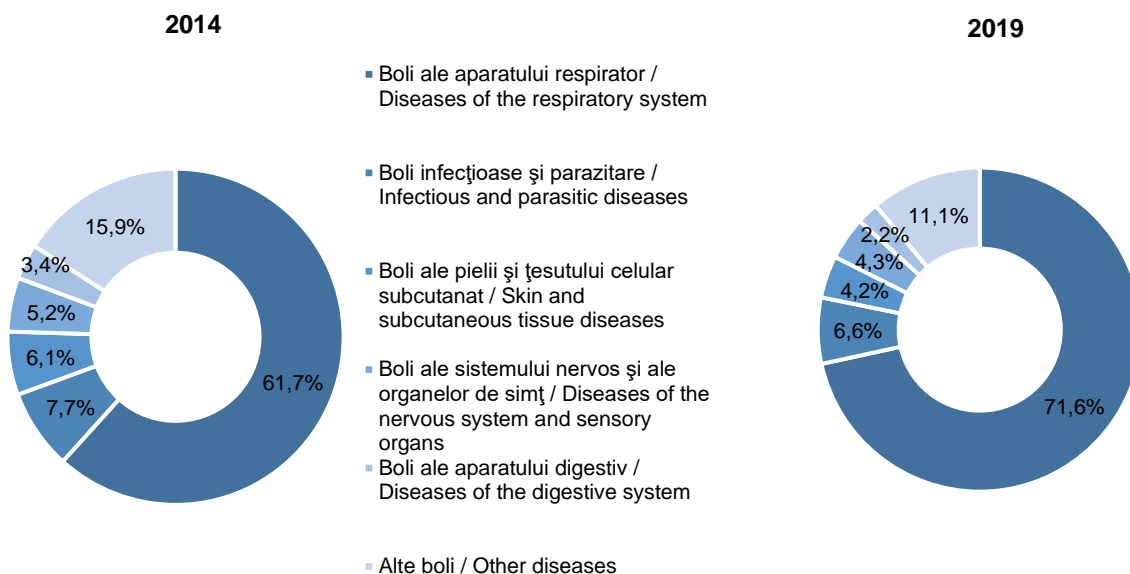 2014
2019
Boli ale aparatului respirator /
Diseases of the respiratory system
Boli infecţioase şi parazitare /
Infectious and parasitic diseases
Boli ale pielii şi ţesutului celular
subcutanat / Skin and
subcutaneous tissue diseases
Boli ale sistemului nervos şi ale
organelor de simţ / Diseases of the
nervous system and sensory
organs
Boli ale aparatului digestiv /
Diseases of the digestive system
Alte boli / Other diseases
15,9%
3,4%
5,2%
6,1%
7,7%
61,7%
11,1%
2,2%
4,3%
4,2%
6,6%
71,6%